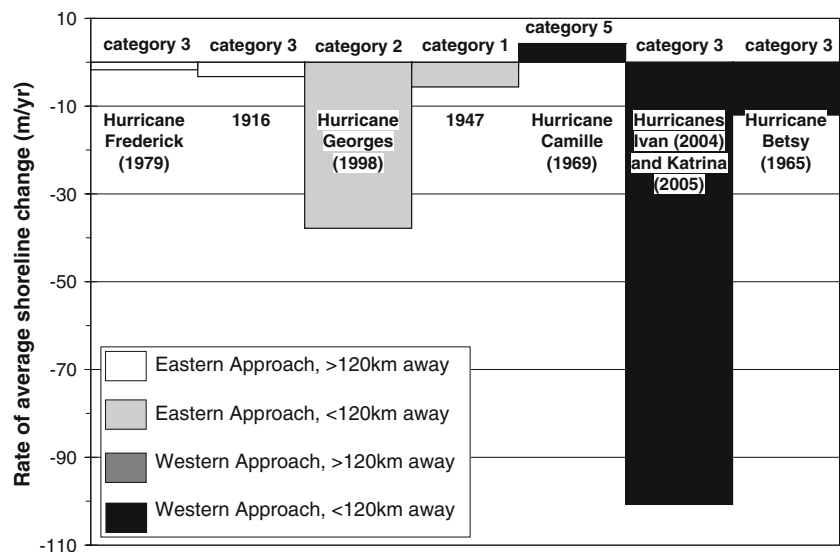 10
-10
-30
-50
-70
-90
-110
Rate of average shoreline change (m/yr)
category 3
category 3
category 2
category 1
category 5
category 3
category 3
Hurricane
Frederick
(1979)
1916
Hurricane
Georges
(1998)
1947
Hurricane
Camille
(1969)
Hurricanes
Ivan (2004)
and Katrina
(2005)
Hurricane
Betsy
(1965)
Eastern Approach, >120km away
Eastern Approach, <120km away
Western Approach, >120km away
Western Approach, <120km away